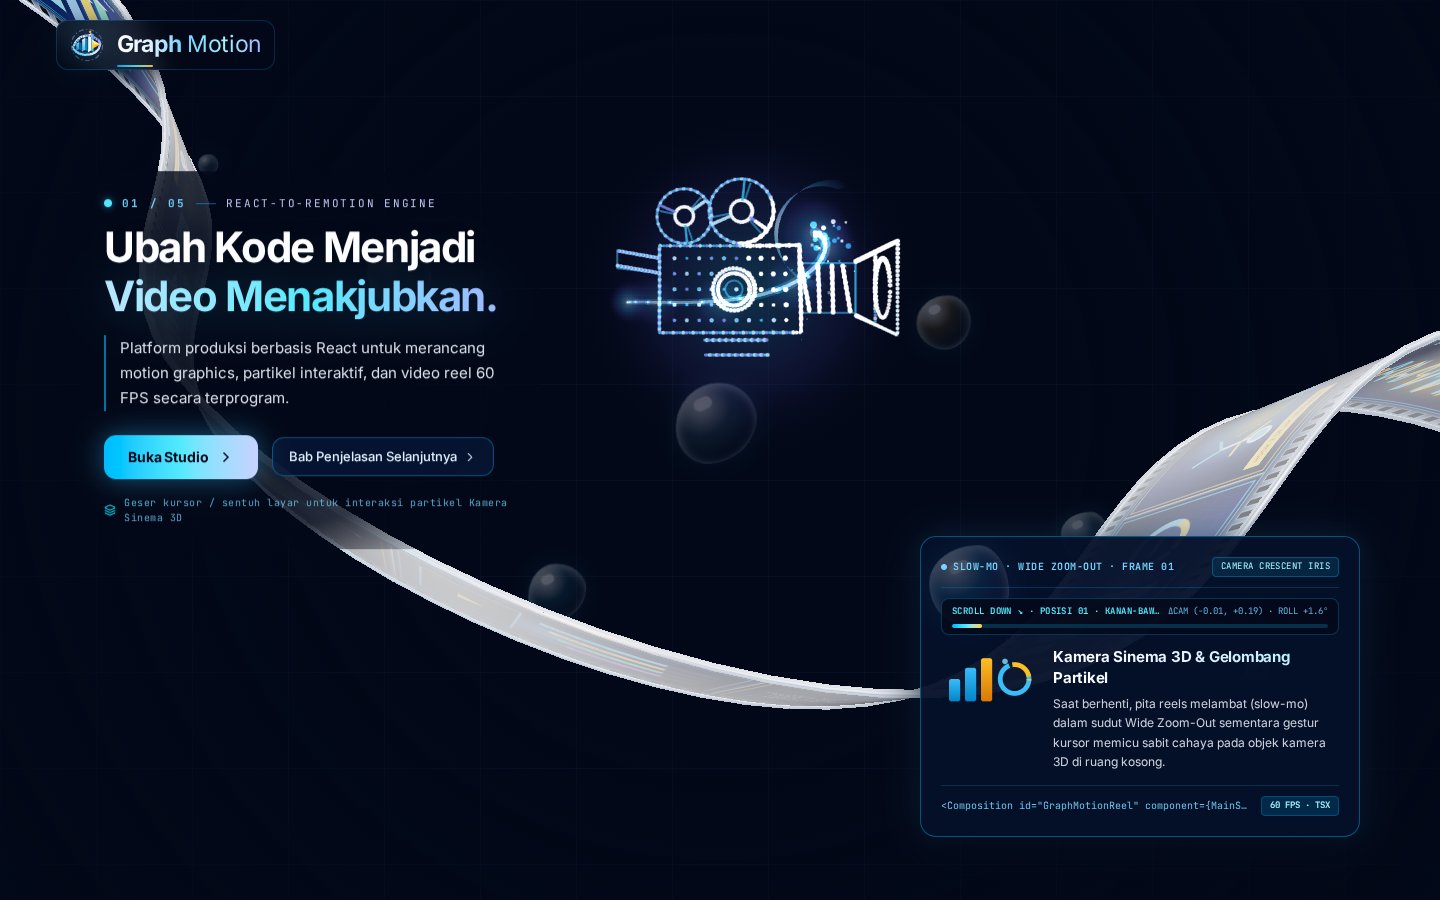 Graph Motion
01 / 05 — REACT-TO-REMOTION ENGINE
Ubah Kode Menjadi
Video Menakjubkan.
Platform produksi berbasis React untuk merancang
motion graphics, partikel interaktif, dan video reel 60
FPS secara terprogram.
Buka Studio
Bab Penjelasan Selanjutnya
Geser kursor / sentuh layar untuk interaksi partikel Kamera
Sinema 3D
SLOW-MO · WIDE ZOOM-OUT · FRAME 01
CAMERA CRESCENT IRIS
SCROLL DOWN ↘ · POSISI 01 · KANAN-BAW… ΔCAM (-0.01, +0.19) · ROLL +1.6°
Kamera Sinema 3D & Gelombang
Partikel
Saat berhenti, pita reels melambat (slow-mo)
dalam sudut Wide Zoom-Out sementara gestur
kursor memicu sabit cahaya pada objek kamera
3D di ruang kosong.
<Composition id="GraphMotionReel" component={MainS…
60 FPS · TSX